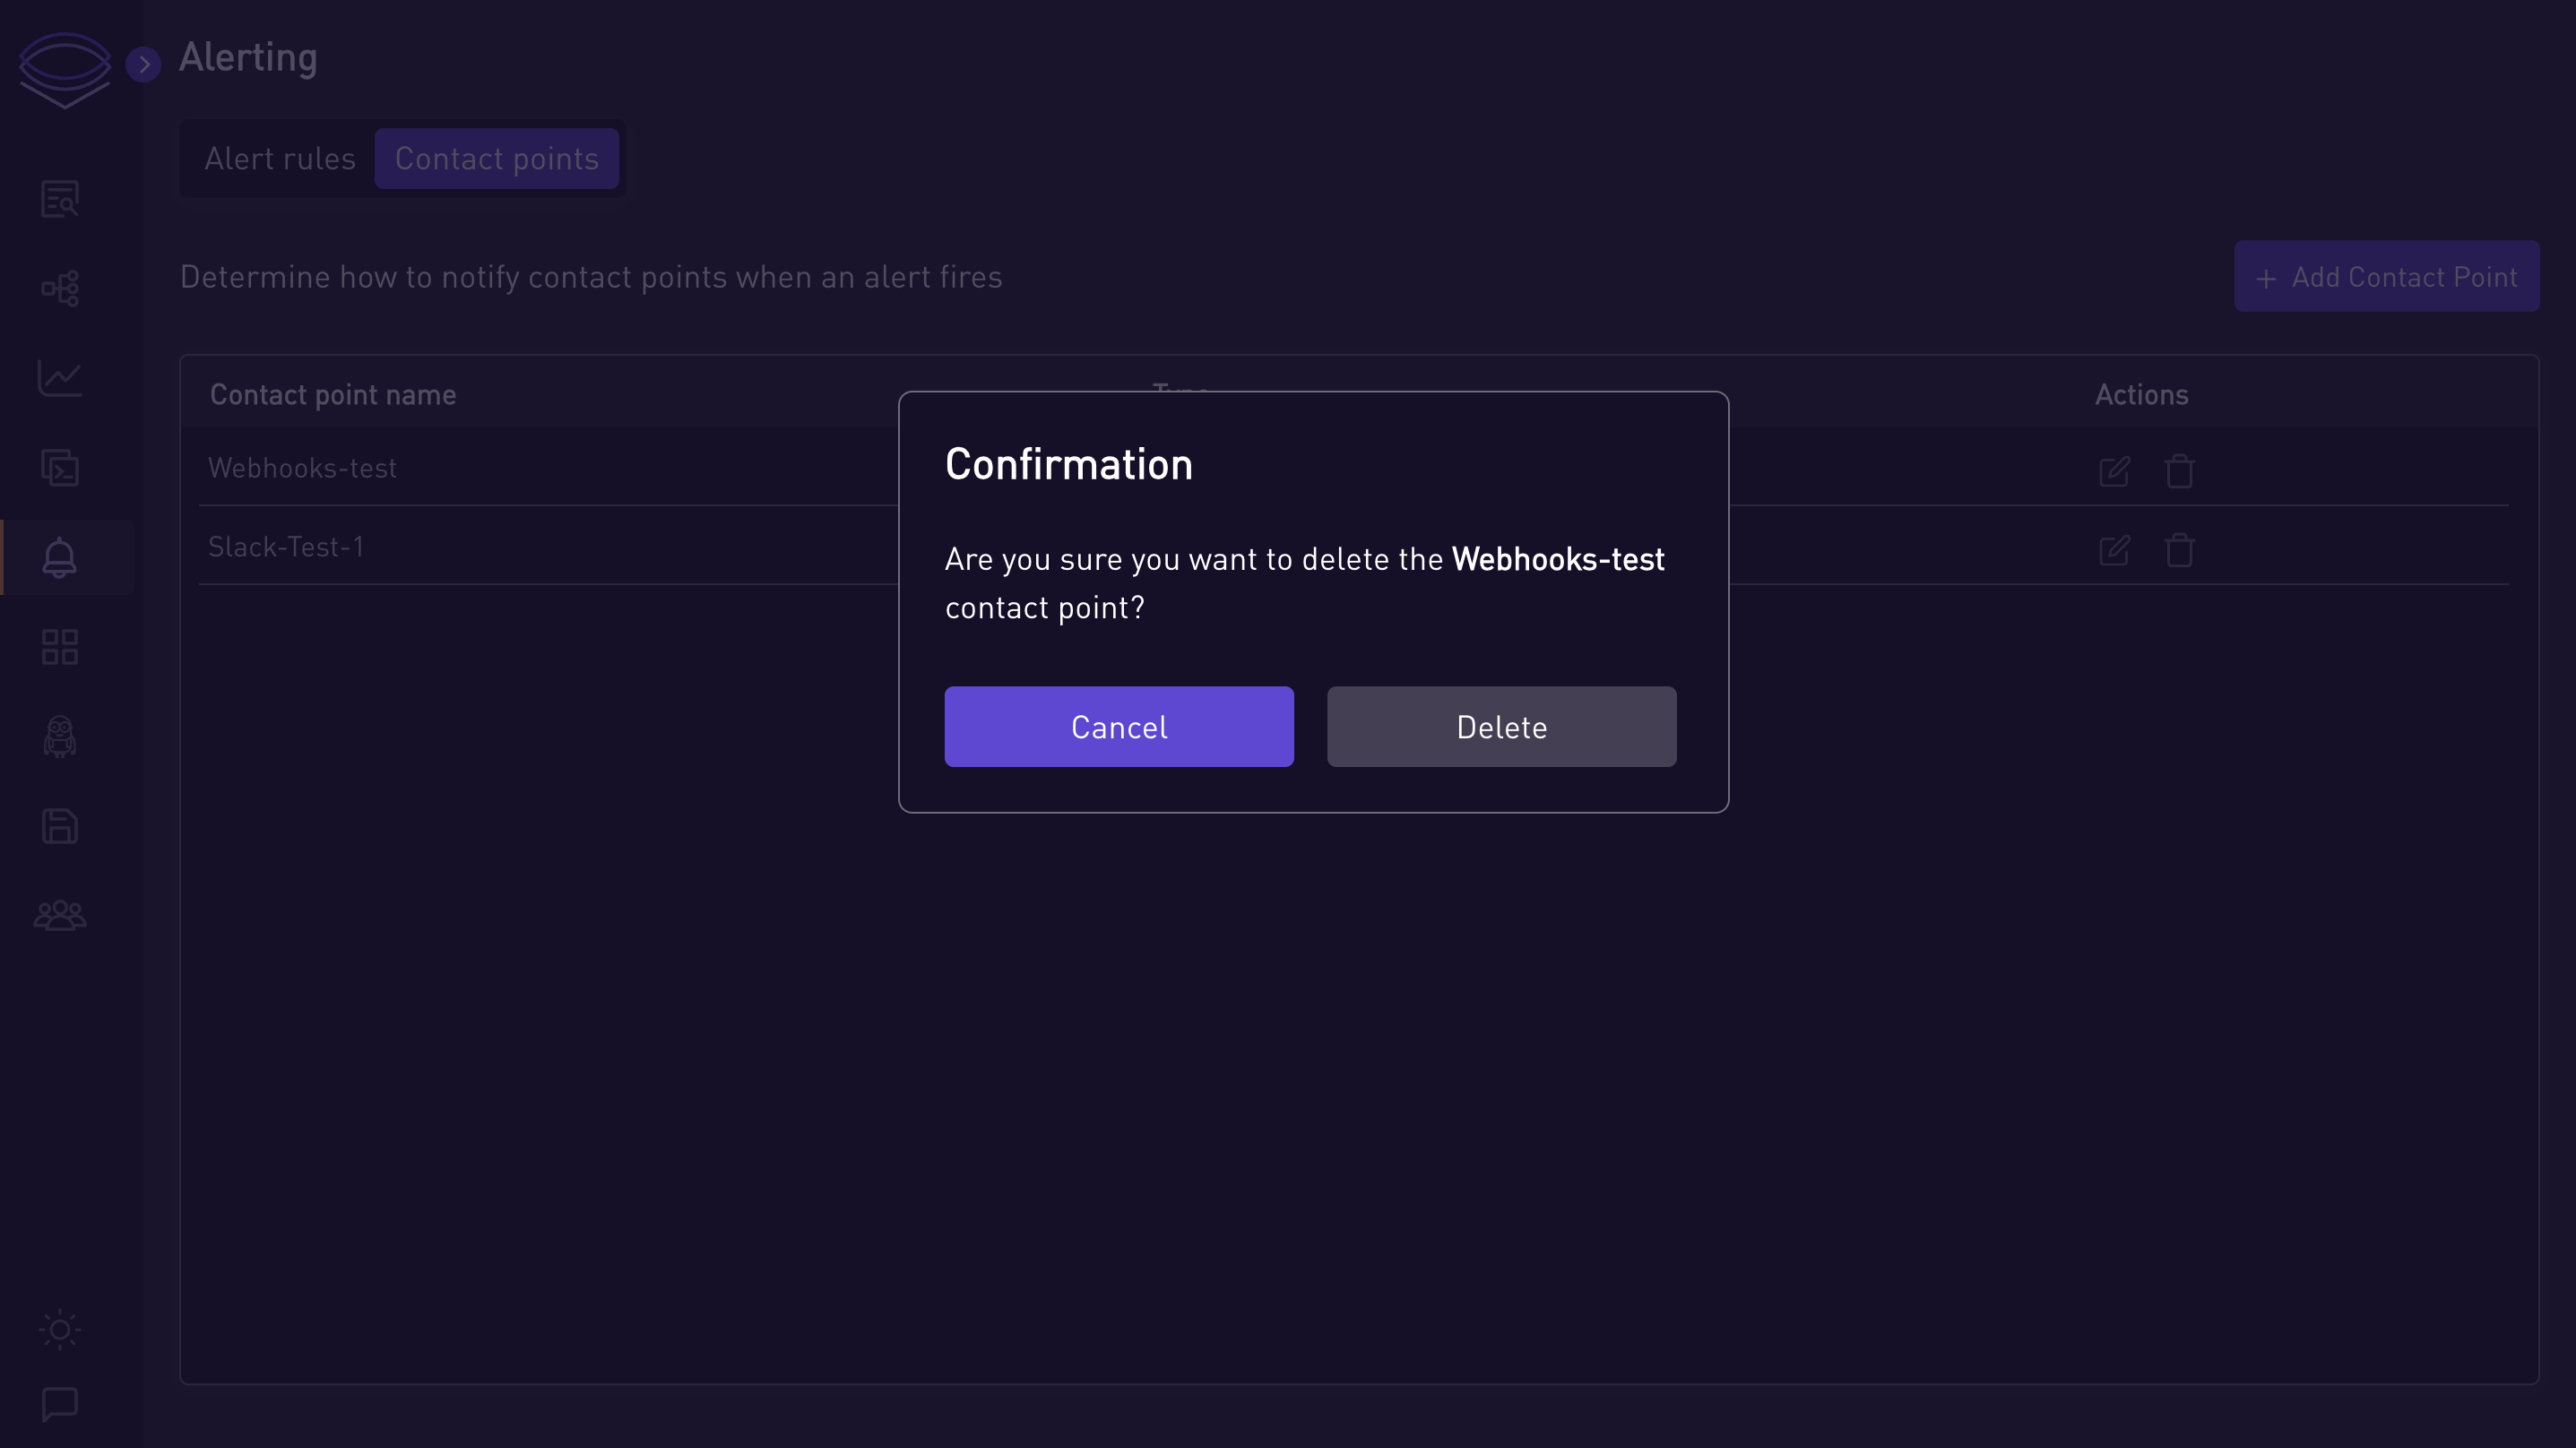 Alerting
Alert rules
Contact points
Determine how to notify contact points when an alert fires
+ Add Contact Point
Contact point name
Actions
Webhooks-test
Slack-Test-1
Confirmation
Are you sure you want to delete the Webhooks-test
contact point?
Cancel
Delete